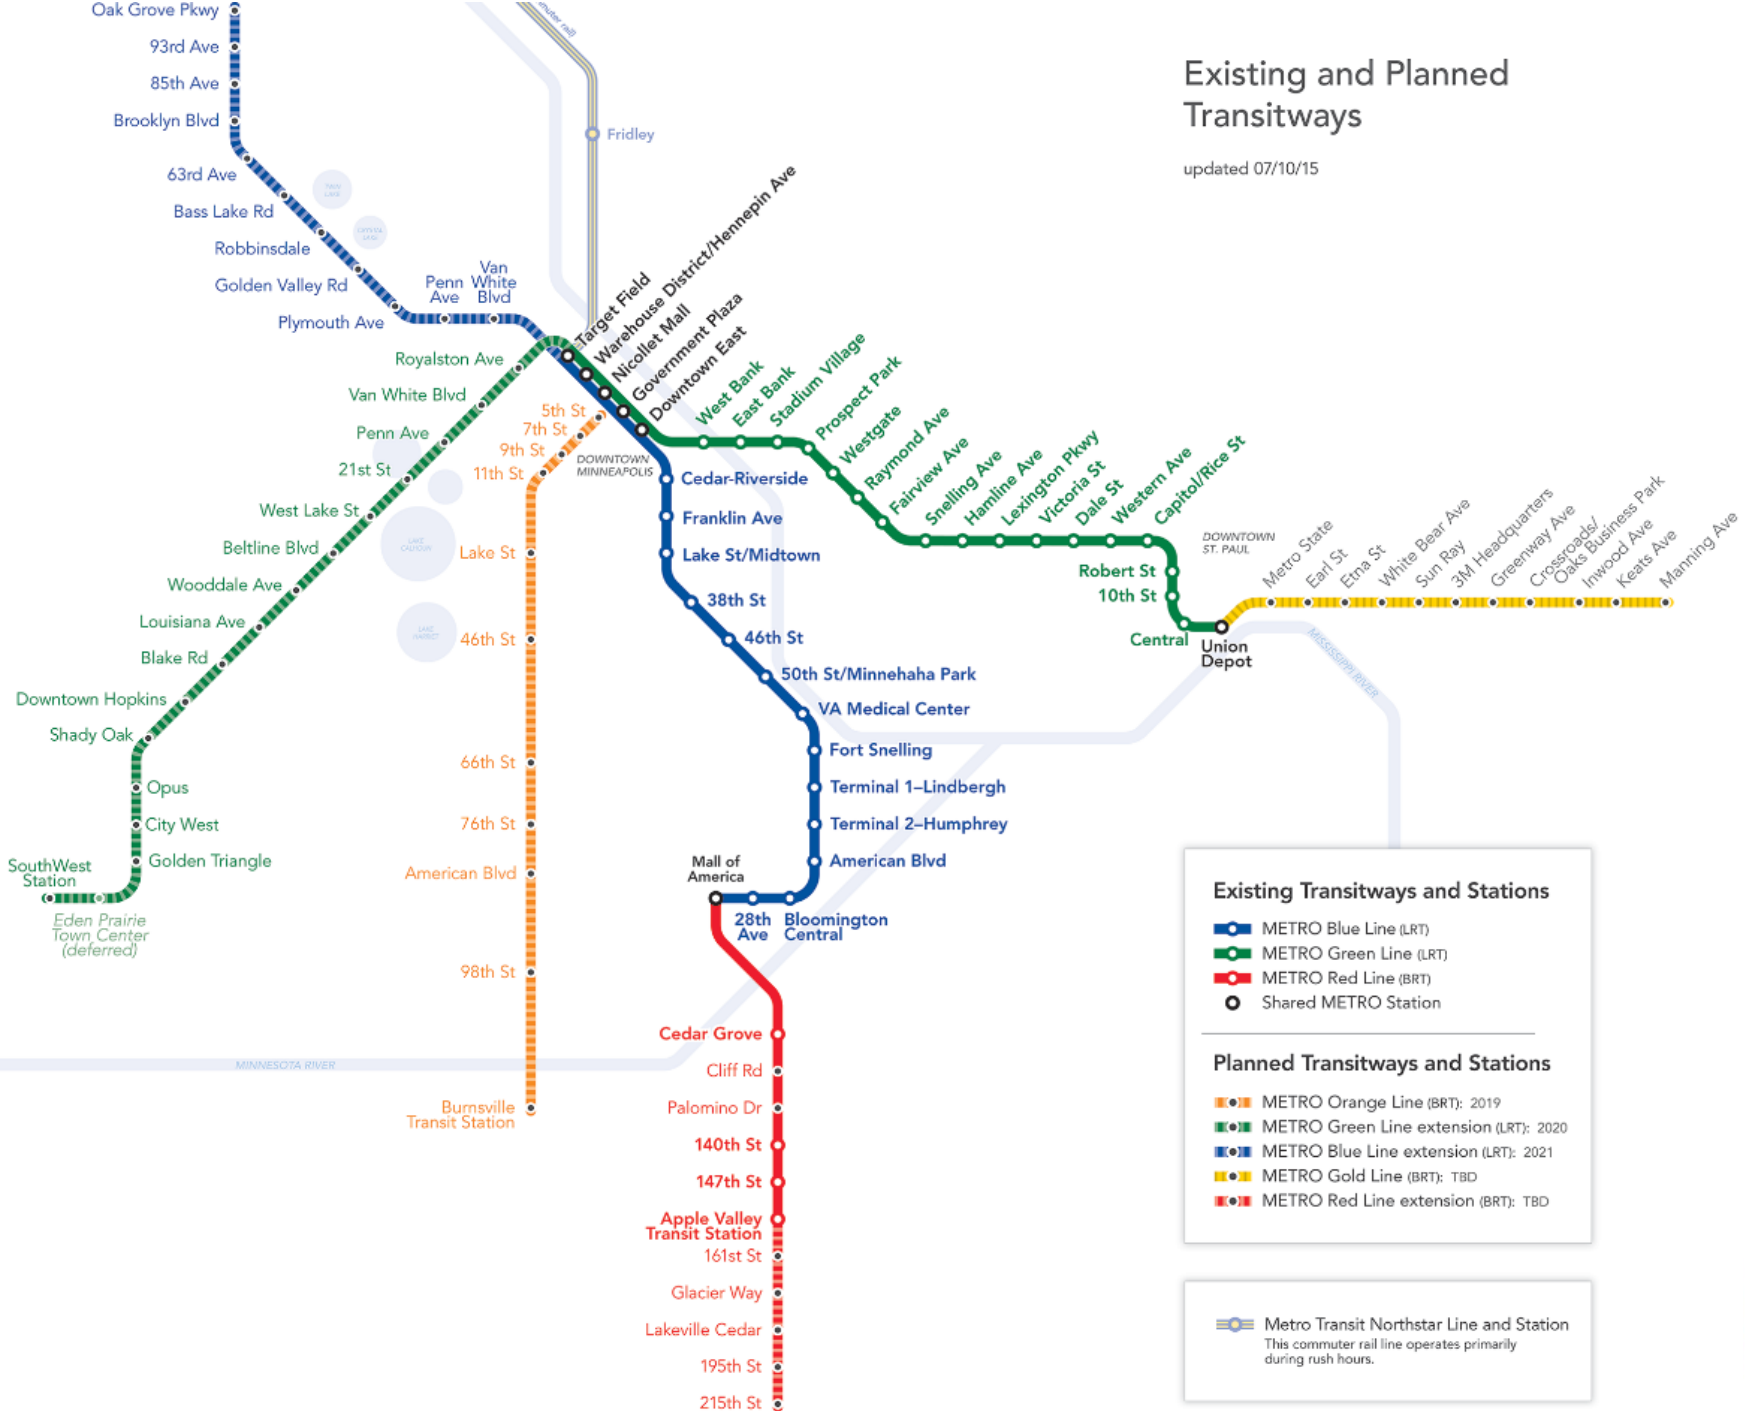 Existing and Planned
Transitways
updated 07/10/15
Oak Grove Pkwy
93rd Ave
85th Ave
Brooklyn Blvd
63rd Ave
Bass Lake Rd
Robbinsdale
Golden Valley Rd
Plymouth Ave
Penn
Ave
Van
White
Blvd
muter rail)
Fridley
TWIN
LAKE
CRYSTAL
LAKE
Target Field
Warehouse District/Hennepin Ave
Nicollet Mall
Government Plaza
Downtown East
DOWNTOWN
MINNEAPOLIS
Royalston Ave
Van White Blvd
Penn Ave
21st St
West Lake St
Beltline Blvd
Wooddale Ave
Louisiana Ave
Blake Rd
Downtown Hopkins
Shady Oak
Opus
City West
Golden Triangle
SouthWest
Station
Eden Prairie
Town Center
(deferred)
LAKE
CALHOUN
LAKE
HARRIET
5th St
7th St
9th St
11th St
Lake St
46th St
66th St
76th St
American Blvd
98th St
Burnsville
Transit Station
MINNESOTA RIVER
West Bank
East Bank
Stadium Village
Prospect Park
Westgate
Raymond Ave
Fairview Ave
Snelling Ave
Hamline Ave
Lexington Pkwy
Victoria St
Dale St
Western Ave
Capitol/Rice St
Robert St
10th St
Central
Union
Depot
DOWNTOWN
ST. PAUL
Metro State
Earl St
Etna St
White Bear Ave
Sun Ray
3M Headquarters
Greenway Ave
Crossroads/
Oaks Business Park
Inwood Ave
Keats Ave
Manning Ave
MISSISSIPPI RIVER
Cedar-Riverside
Franklin Ave
Lake St/Midtown
38th St
46th St
50th St/Minnehaha Park
VA Medical Center
Fort Snelling
Terminal 1–Lindbergh
Terminal 2–Humphrey
American Blvd
Bloomington
Central
28th
Ave
Mall of
America
Cedar Grove
Cliff Rd
Palomino Dr
140th St
147th St
Apple Valley
Transit Station
161st St
Glacier Way
Lakeville Cedar
195th St
215th St
Existing Transitways and Stations
METRO Blue Line (LRT)
METRO Green Line (LRT)
METRO Red Line (BRT)
Shared METRO Station
Planned Transitways and Stations
METRO Orange Line (BRT): 2019
METRO Green Line extension (LRT): 2020
METRO Blue Line extension (LRT): 2021
METRO Gold Line (BRT): TBD
METRO Red Line extension (BRT): TBD
Metro Transit Northstar Line and Station
This commuter rail line operates primarily
during rush hours.